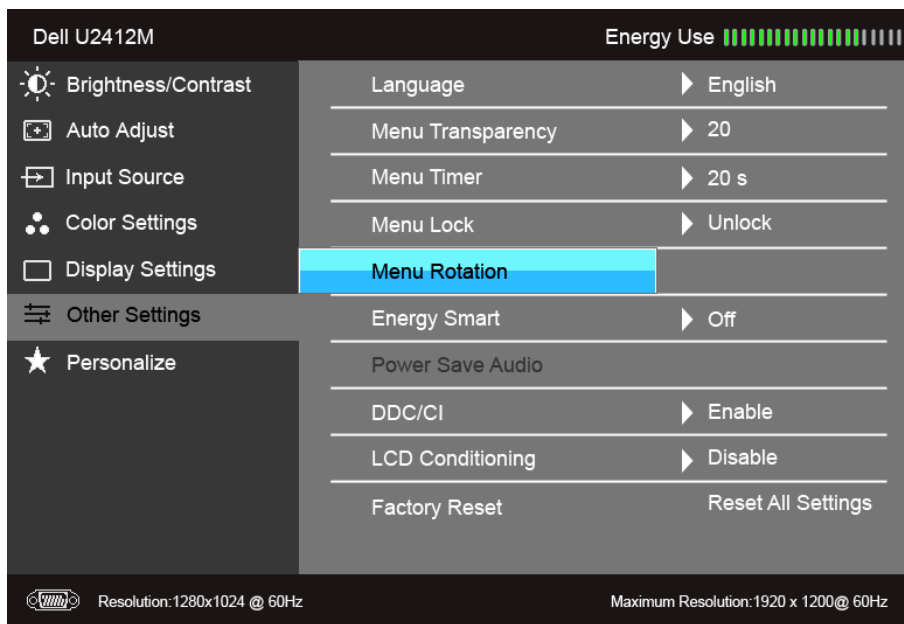 Dell U2412M
Energy Use
Brightness/Contrast
Auto Adjust
Input Source
Color Settings
Display Settings
Other Settings
Personalize
Language English
Menu Transparency 20
Menu Timer 20 s
Menu Lock Unlock
Menu Rotation
Energy Smart Off
Power Save Audio
DDC/CI Enable
LCD Conditioning Disable
Factory Reset Reset All Settings
Resolution:1280x1024 @ 60Hz
Maximum Resolution:1920 x 1200@ 60Hz